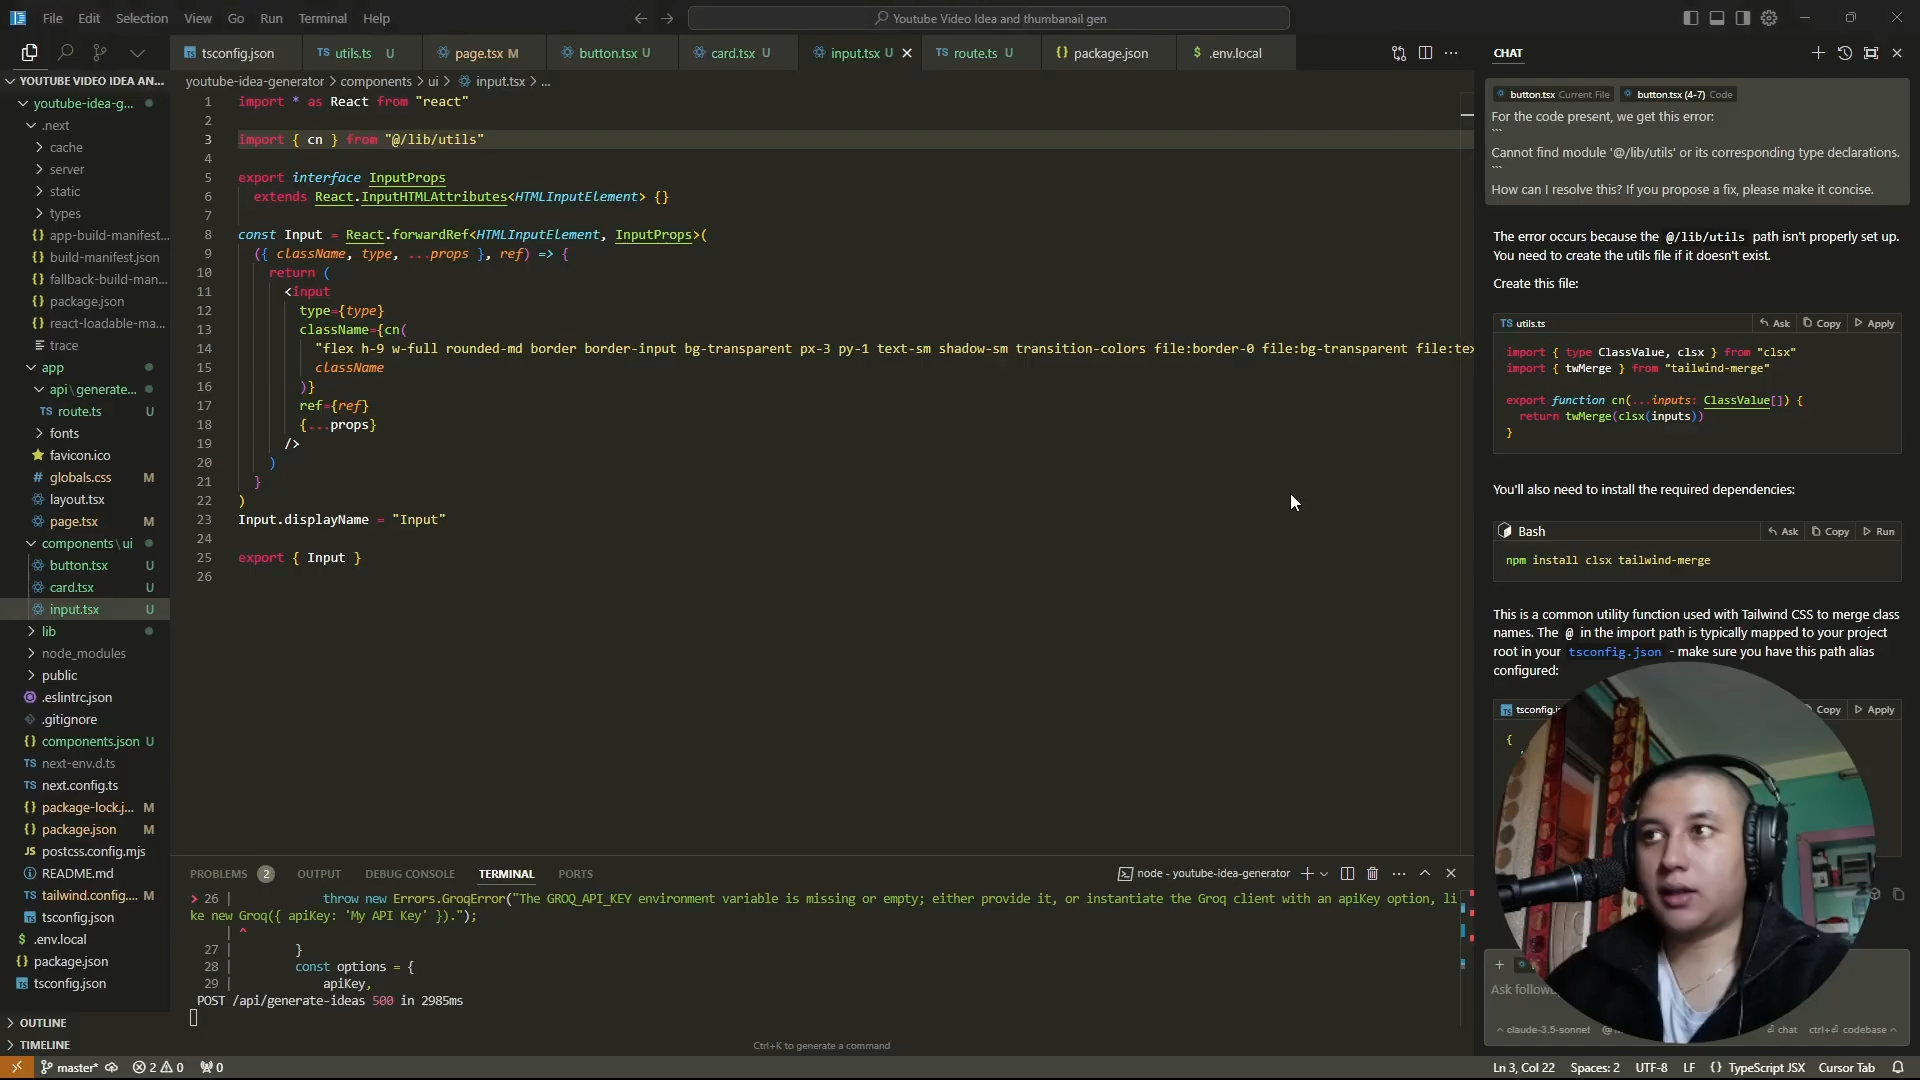 File Edit Selection View Go Run Terminal Help
Youtube Video Idea and thumbanail gen
tsconfig.json
TS utils.ts U
page.tsx M
button.tsx U
card.tsx U
input.tsx U
TS route.ts U
{} package.json
$ .env.local
CHAT
YOUTUBE VIDEO IDEA AN...
youtube-idea-g...
.next
cache
server
static
types
{} app-build-manifest...
{} build-manifest.json
{} fallback-build-man...
{} package.json
{} react-loadable-ma...
trace
app
api\generate...
TS route.ts U
fonts
favicon.ico
# globals.css M
layout.tsx
page.tsx M
components\ui
button.tsx U
card.tsx U
input.tsx U
lib
node_modules
public
.eslintrc.json
.gitignore
{} components.json U
TS next-env.d.ts
TS next.config.ts
{} package-lock.j... M
{} package.json M
JS postcss.config.mjs
README.md
TS tailwind.config.... M
tsconfig.json
$ .env.local
{} package.json
tsconfig.json
OUTLINE
TIMELINE
youtube-idea-generator > components > ui > input.tsx > ...
1 import * as React from "react"
2
3 import { cn } from "@/lib/utils"
4
5 export interface InputProps
6 extends React.InputHTMLAttributes<HTMLInputElement> {}
7
8 const Input = React.forwardRef<HTMLInputElement, InputProps>(
9 ({ className, type, ...props }, ref) => {
10 return (
11 <input
12 type={type}
13 className={cn(
14 "flex h-9 w-full rounded-md border border-input bg-transparent px-3 py-1 text-sm shadow-sm transition-colors file:border-0 file:bg-transparent file:tex
15 className
16 )}
17 ref={ref}
18 {...props}
19 />
20 )
21 }
22 )
23 Input.displayName = "Input"
24
25 export { Input }
26
PROBLEMS 2 OUTPUT DEBUG CONSOLE TERMINAL PORTS
node - youtube-idea-generator
> 26 | throw new Errors.GroqError("The GROQ_API_KEY environment variable is missing or empty; either provide it, or instantiate the Groq client with an apiKey option, li
ke new Groq({ apiKey: 'My API Key' }).");
| ^
27 | }
28 | const options = {
29 | apiKey,
POST /api/generate-ideas 500 in 2985ms
Ctrl+K to generate a command
button.tsx Current File button.tsx (4-7) Code
For the code present, we get this error:
```
Cannot find module '@/lib/utils' or its corresponding type declarations.
```
How can I resolve this? If you propose a fix, please make it concise.
The error occurs because the @/lib/utils path isn't properly set up.
You need to create the utils file if it doesn't exist.
Create this file:
TS utils.ts Ask Copy Apply
import { type ClassValue, clsx } from "clsx"
import { twMerge } from "tailwind-merge"
export function cn(...inputs: ClassValue[]) {
return twMerge(clsx(inputs))
}
You'll also need to install the required dependencies:
Bash Ask Copy Run
npm install clsx tailwind-merge
This is a common utility function used with Tailwind CSS to merge class
names. The @ in the import path is typically mapped to your project
root in your tsconfig.json - make sure you have this path alias
configured:
Copy Apply
{
claude-3.5-sonnet chat ctrl+⏎ codebase
master* 2 0 0
Ln 3, Col 22 Spaces: 2 UTF-8 LF {} TypeScript JSX Cursor Tab